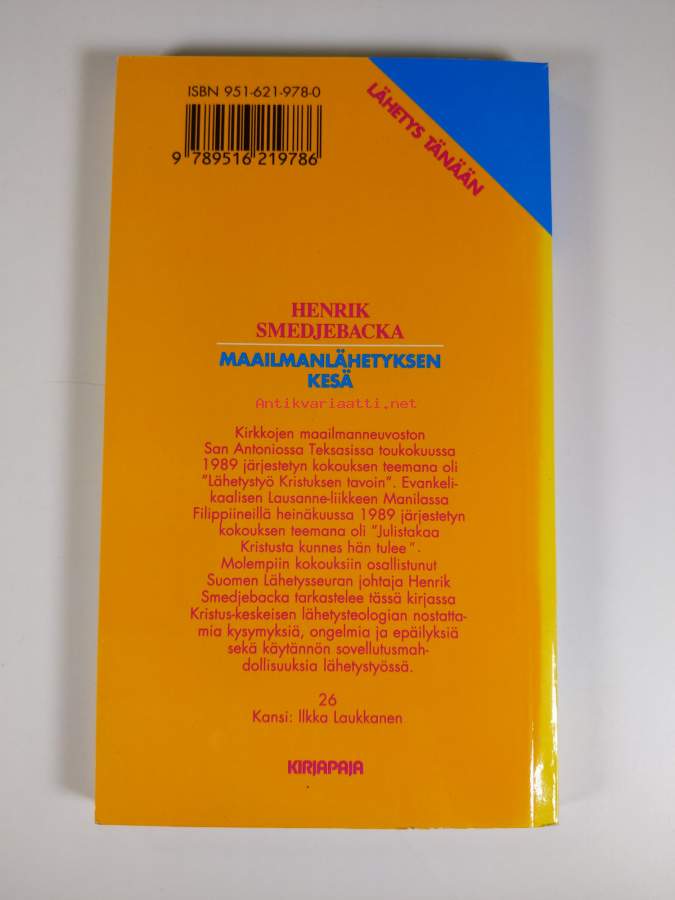 ISBN 951-621-978-0
9 789516 219786
LÄHETYS TÄNÄÄN
HENRIK
SMEDJEBACKA
MAAILMANLÄHETYKSEN
KESÄ
Antikvariaatti.net
Kirkkojen maailmanneuvoston
San Antoniossa Teksasissa toukokuussa
1989 järjestetyn kokouksen teemana oli
"Lähetystyö Kristuksen tavoin". Evankeli-
kaalisen Lausanne-liikkeen Manilassa
Filippiineillä heinäkuussa 1989 järjestetyn
kokouksen teemana oli "Julistakaa
Kristusta kunnes hän tulee".
Molempiin kokouksiin osallistunut
Suomen Lähetysseuran johtaja Henrik
Smedjebacka tarkastelee tässä kirjassa
Kristus-keskeisen lähetysteologian nostatta-
mia kysymyksiä, ongelmia ja epäilyksiä
sekä käytännön sovellutusmah-
dollisuuksia lähetystyössä.
26
Kansi: Ilkka Laukkanen
KIRJAPAJA